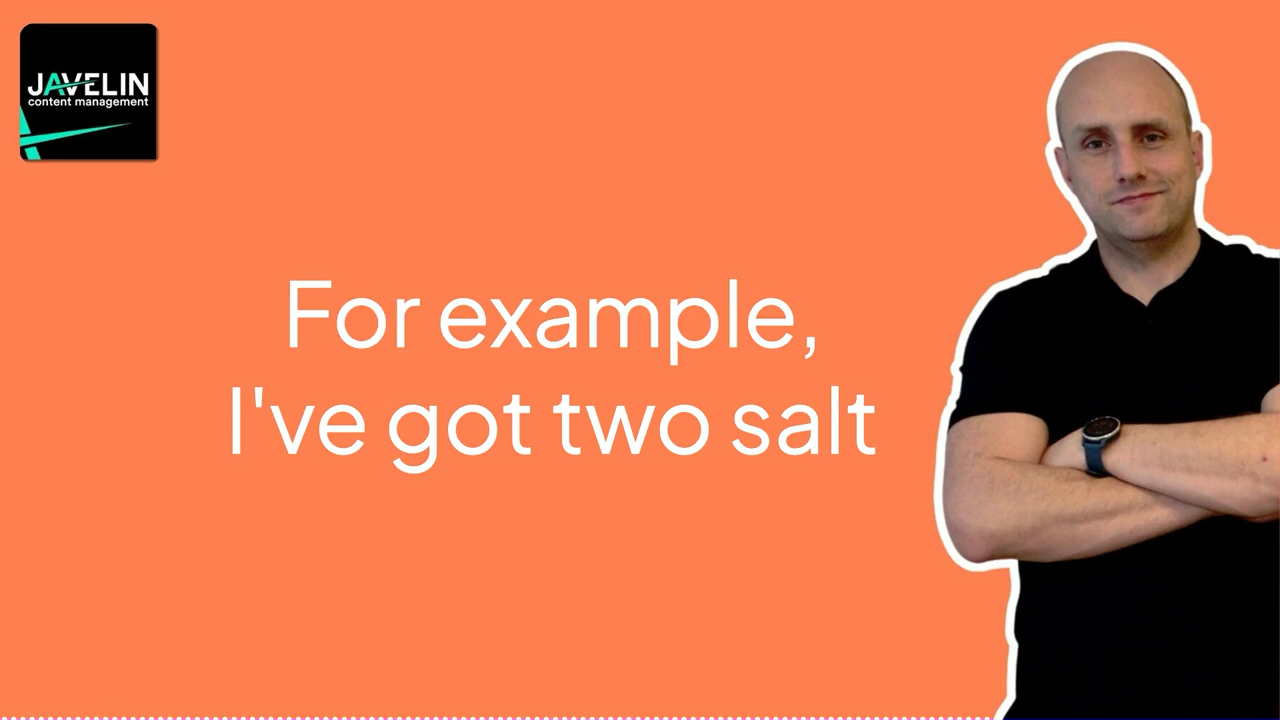 JAVELIN
content management
For example,
I've got two salt